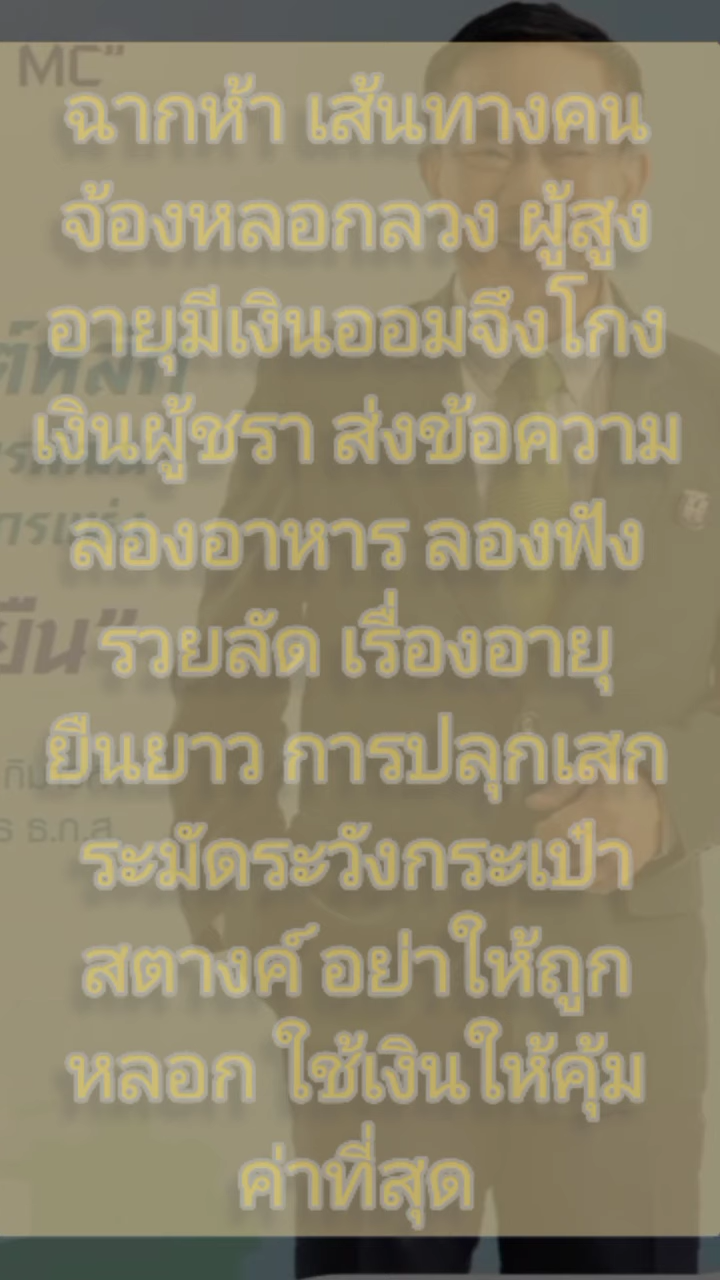 MC”
ฉากห้า เส้นทางคน
จ้องหลอกลวง ผู้สูง
อายุมีเงินออมจึงโกง
เงินผู้ชรา ส่งข้อความ
ลองอาหาร ลองฟัง
ยืน”
รวยลัด เรื่องอายุ
ยืนยาว การปลุกเสก
ธ.ก.ส.
ระมัดระวังกระเป๋า
สตางค์ อย่าให้ถูก
หลอก ใช้เงินให้คุ้ม
ค่าที่สุด